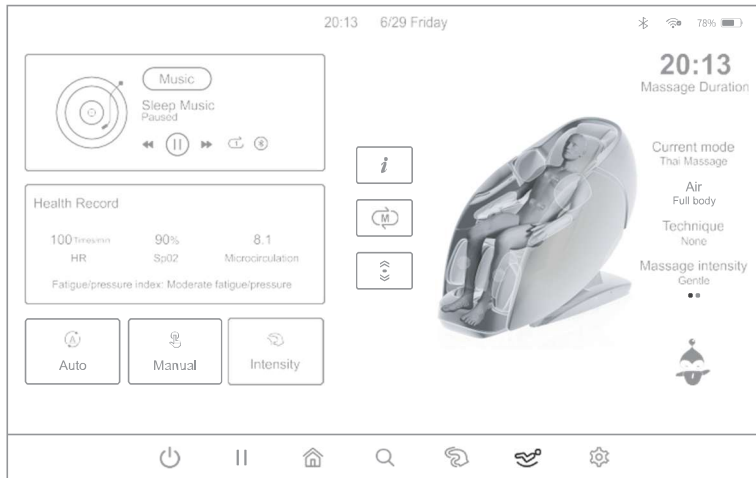 20:13 6/29 Friday
78%
Music
Sleep Music
Paused
Health Record
100 Times/min 90% 8.1
HR Sp02 Microcirculation
Fatigue/pressure index: Moderate fatigue/pressure
Auto Manual Intensity
i
M
20:13
Massage Duration
Current mode
Thai Massage
Air
Full body
Technique
None
Massage intensity
Gentle